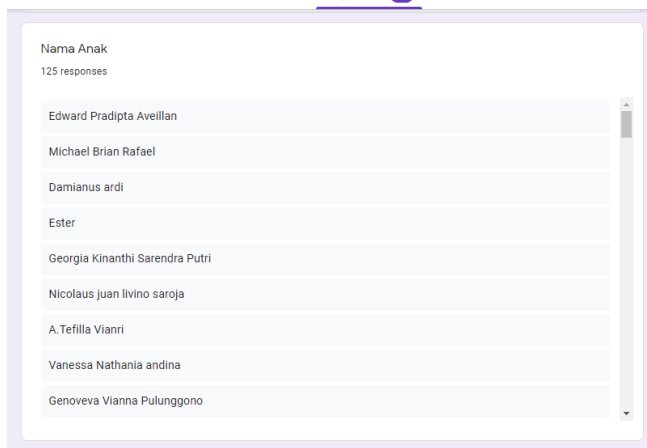 Nama Anak
125 responses
Edward Pradipta Aveillan
Michael Brian Rafael
Damianus ardi
Ester
Georgia Kinanthi Sarendra Putri
Nicolaus juan livino saroja
A.Tefilla Vianri
Vanessa Nathania andina
Genoveva Vianna Pulunggono